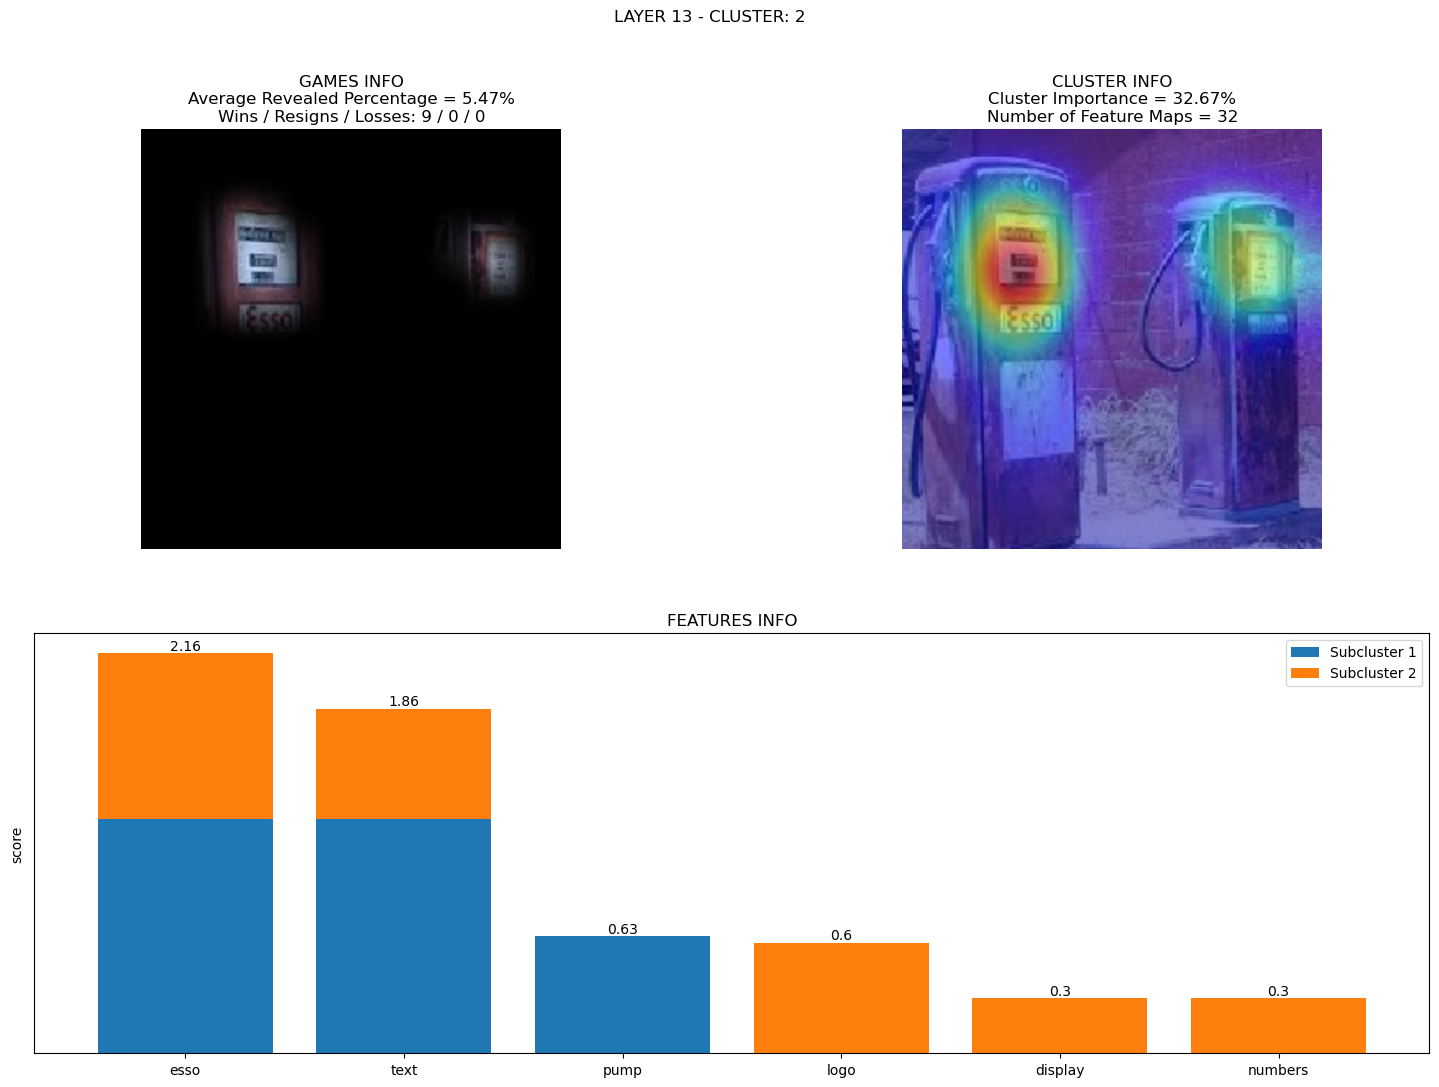 LAYER 13 - CLUSTER: 2
GAMES INFO
Average Revealed Percentage = 5.47%
Wins / Resigns / Losses: 9 / 0 / 0
CLUSTER INFO
Cluster Importance = 32.67%
Number of Feature Maps = 32
ESSO
ESSO
FEATURES INFO
2.16
1.86
0.63
0.6
0.3
0.3
Subcluster 1
Subcluster 2
score
esso
text
pump
logo
display
numbers